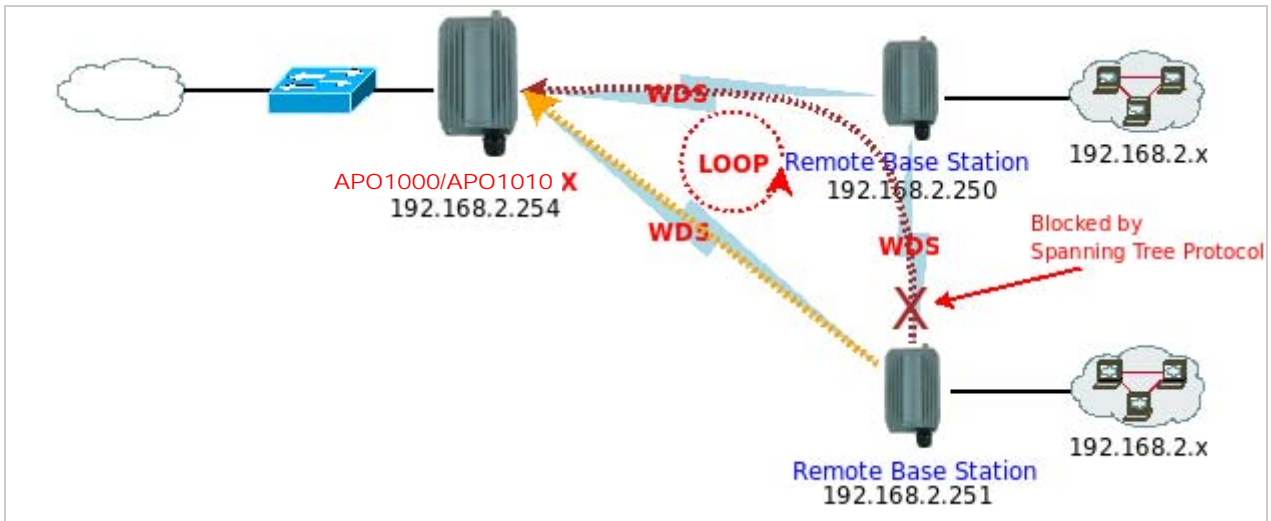 WDS
LOOP
Remote Base Station
192.168.2.250
192.168.2.x
APO1000/APO1010 X
192.168.2.254
WDS
WDS
Blocked by
Spanning Tree Protocol
X
192.168.2.x
Remote Base Station
192.168.2.251